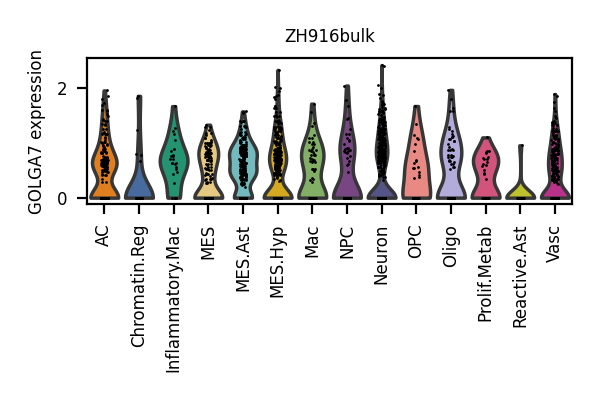 ZH916bulk
GOLGA7 expression
2
0
AC
Chromatin.Reg
Inflammatory.Mac
MES
MES.Ast
MES.Hyp
Mac
NPC
Neuron
OPC
Oligo
Prolif.Metab
Reactive.Ast
Vasc